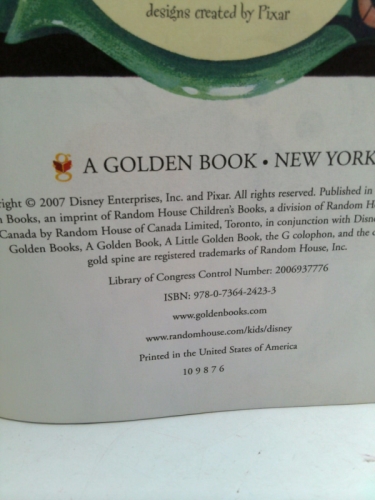 designs created by Pixar
A GOLDEN BOOK • NEW YORK
right © 2007 Disney Enterprises, Inc. and Pixar. All rights reserved. Published in
Books, an imprint of Random House Children's Books, a division of Random
Canada by Random House of Canada Limited, Toronto, in conjunction with
Golden Books, A Golden Book, A Little Golden Book, the G colophon, and the
gold spine are registered trademarks of Random House, Inc.
Library of Congress Control Number: 2006937776
ISBN: 978-0-7364-2423-3
www.goldenbooks.com
www.randomhouse.com/kids/disney
Printed in the United States of America
10 9 8 7 6